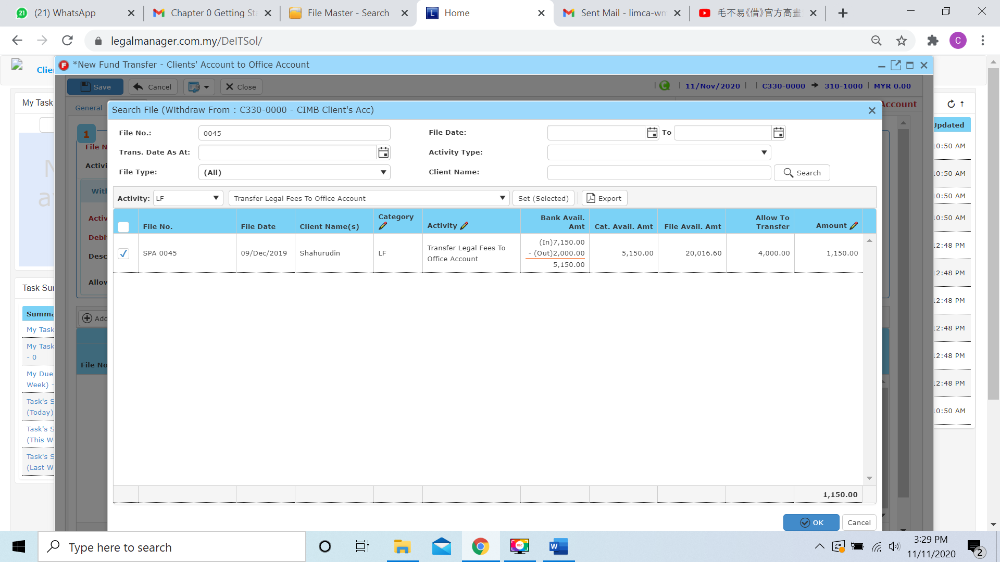 (21) WhatsApp
Chapter 0 Getting Sta
File Master - Search
Home
Sent Mail - limca-wm
毛不易《借》官方高畫
legalmanager.com.my/DeITSol/
C
Clie
*New Fund Transfer - Clients' Account to Office Account
Save
Cancel
Close
11/Nov/2020
C330-0000
310-1000
MYR 0.00
My Task
General
Account
Search File (Withdraw From : C330-0000 - CIMB Client's Acc)
File No.:
0045
File Date:
To
Trans. Date As At:
Activity Type:
File Type:
(All)
Client Name:
Search
Activity:
LF
Transfer Legal Fees To Office Account
Set (Selected)
Export
File No.
File Date
Client Name(s)
Category
Activity
Bank Avail.
Amt
Cat. Avail. Amt
File Avail. Amt
Allow To
Transfer
Amount
SPA 0045
09/Dec/2019
Shahurudin
LF
Transfer Legal Fees To
Office Account
(In)7,150.00
- (Out)2,000.00
5,150.00
5,150.00
20,016.60
4,000.00
1,150.00
1,150.00
OK
Cancel
1
File N
Activi
With
Activ
Debit
Desc
Allow
Add
File No
Task Su
Summa
My Task
My Task
- 0
My Due
Week) -
Task's S
(Today)
Task's S
(This W
Task's S
(Last W
Updated
10:50 AM
10:50 AM
10:50 AM
10:50 AM
12:48 PM
12:48 PM
12:48 PM
12:48 PM
12:48 PM
12:48 PM
10:50 AM
Type here to search
3:29 PM
11/11/2020
2